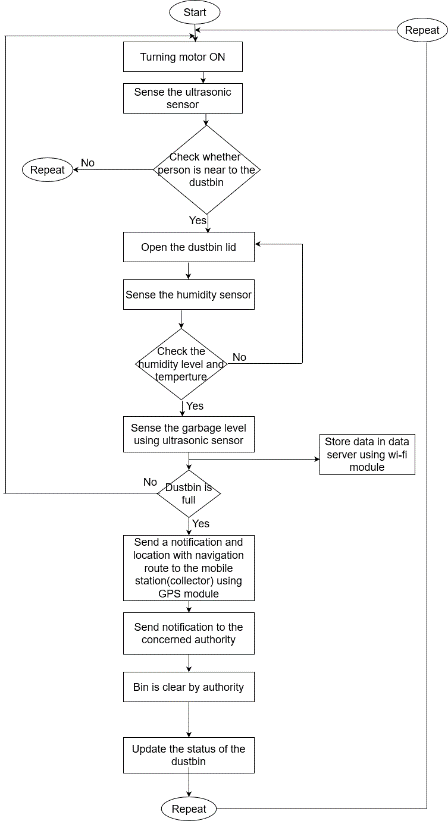 Start
Repeat
Turning motor ON
Sense the ultrasonic
sensor
Check whether
person is near to the
dustbin
No
Repeat
Yes
Open the dustbin lid
Sense the humidity sensor
Check the
humidity level and
temperture
No
Yes
Sense the garbage level
using ultrasonic sensor
Store data in data
server using wi-fi
module
No
Dustbin is
full
Yes
Send a notification and
location with navigation
route to the mobile
station(collector) using
GPS module
Send notification to the
concerned authority
Bin is clear by authority
Update the status of the
dustbin
Repeat